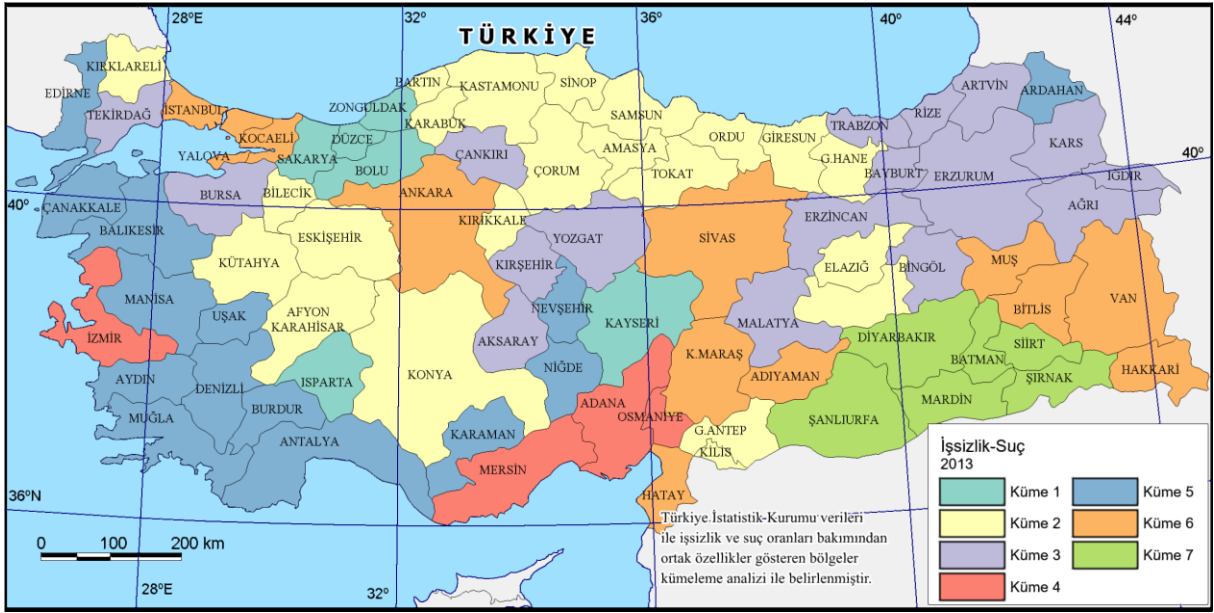 28°E
32°
36°
40°
44°
TÜRKİYE
KIRKLARELİ
EDİRNE
TEKİRDAĞ
İSTANBUL
KOCAELİ
YALOVA
SAKARYA
ZONGULDAK
DÜZCE
BOLU
BARTIN
KARABÜK
KASTAMONU
SİNOP
SAMSUN
ÇANKIRI
ÇORUM
AMASYA
TOKAT
ORDU
GİRESUN
G.HANE
TRABZON
RİZE
ARTVİN
ARDAHAN
KARS
BAYBURT
ERZURUM
IĞDIR
AĞRI
40°
40°
ÇANAKKALE
BALIKESİR
BURSA
BİLECİK
ANKARA
KIRIKKALE
ESKİŞEHİR
KÜTAHYA
YOZGAT
KIRŞEHİR
SİVAS
ERZİNCAN
ELAZIĞ
BİNGÖL
MUŞ
BİTLİS
VAN
MANİSA
UŞAK
AFYON
KARAHİSAR
İZMİR
NEVŞEHİR
KAYSERİ
AKSARAY
MALATYA
DİYARBAKIR
BATMAN
SİİRT
ŞIRNAK
HAKKARİ
AYDIN
DENİZLİ
ISPARTA
KONYA
NİĞDE
K.MARAŞ
ADIYAMAN
MARDİN
MUĞLA
BURDUR
ANTALYA
KARAMAN
ADANA
OSMANİYE
G.ANTEP
KİLİS
ŞANLIURFA
MERSİN
HATAY
36°N
0 100 200 km
28°E
32°
Türkiye İstatistik Kurumu verileri
ile işsizlik ve suç oranları bakımından
ortak özellikler gösteren bölgeler
kümeleme analizi ile belirlenmiştir.
İşsizlik-Suç
2013
Küme 1
Küme 2
Küme 3
Küme 4
Küme 5
Küme 6
Küme 7